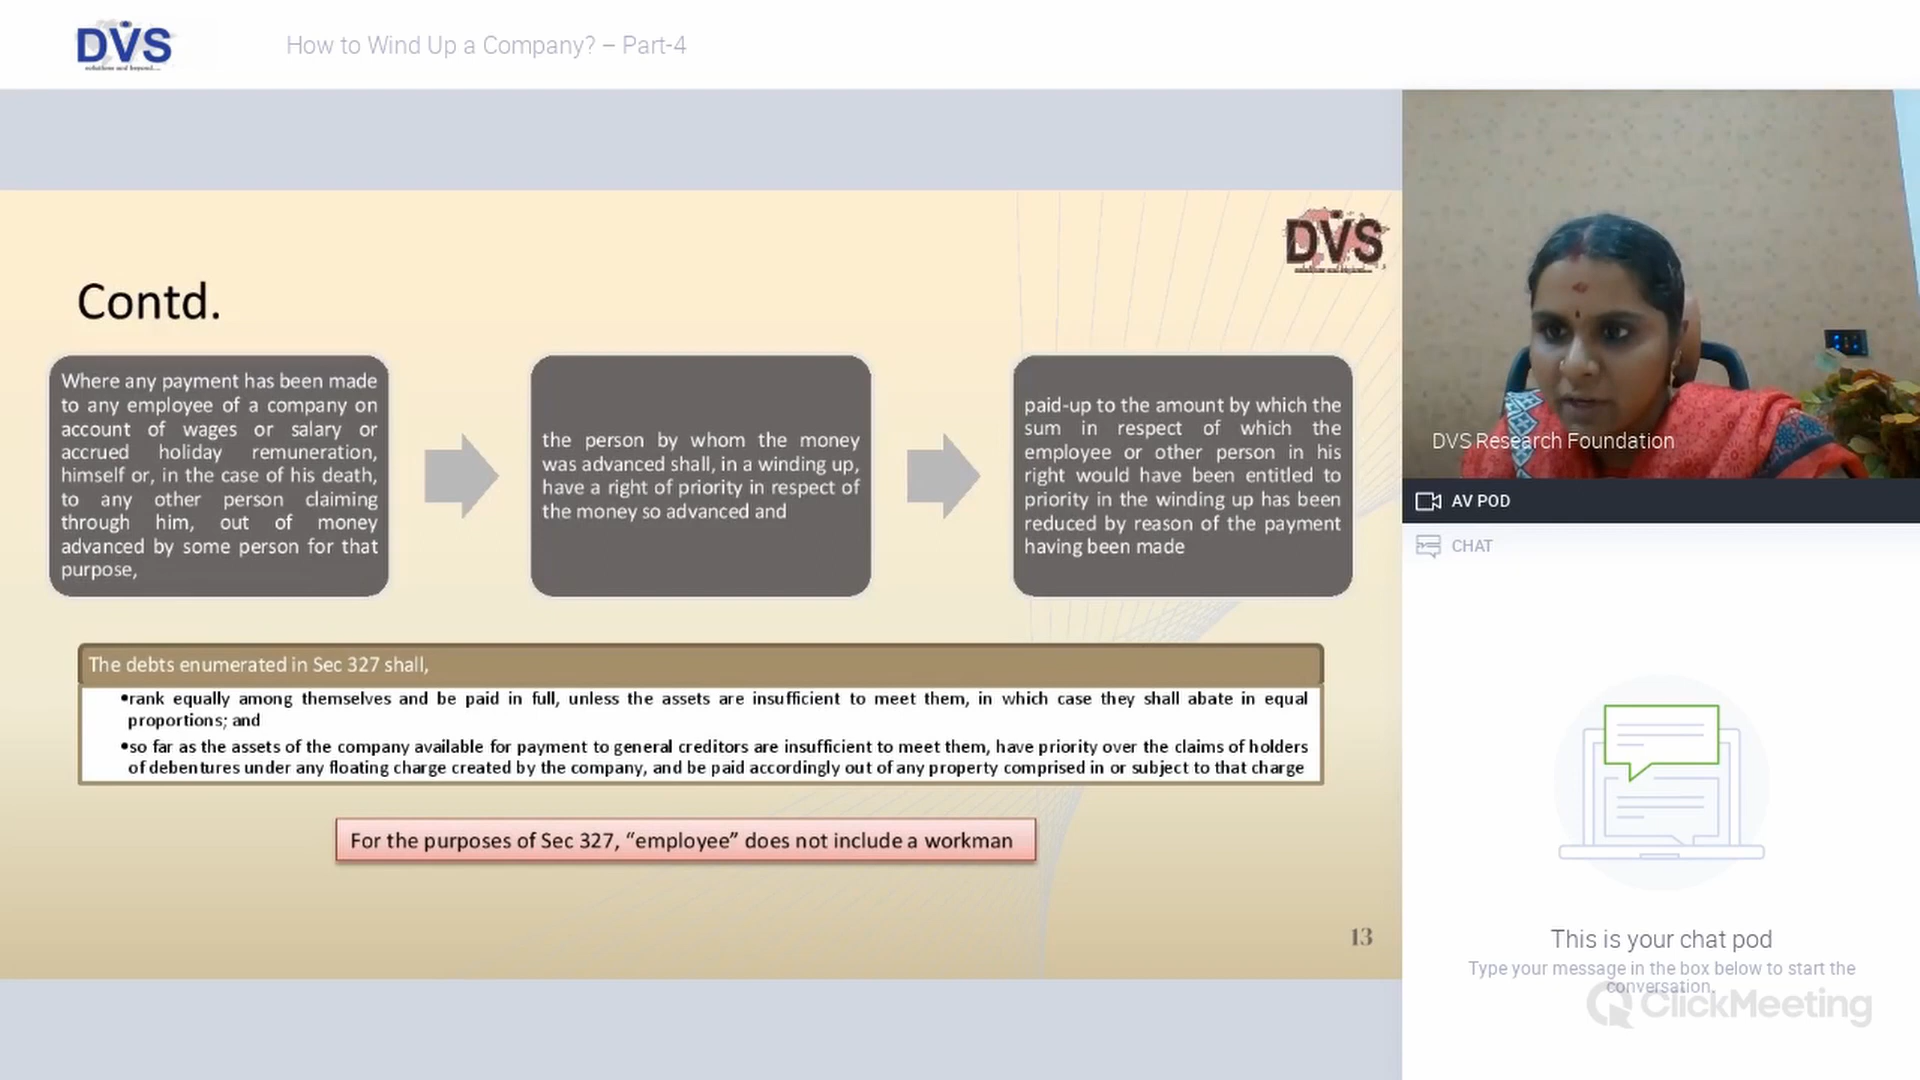 DVS
solutions and beyond...
How to Wind Up a Company? – Part-4
DVS
Contd.
Where any payment has been made
to any employee of a company on
account of wages or salary or
accrued holiday remuneration,
himself or, in the case of his death,
to any other person claiming
through him, out of money
advanced by some person for that
purpose,
the person by whom the money
was advanced shall, in a winding up,
have a right of priority in respect of
the money so advanced and
paid-up to the amount by which the
sum in respect of which the
employee or other person in his
right would have been entitled to
priority in the winding up has been
reduced by reason of the payment
having been made
The debts enumerated in Sec 327 shall,
•rank equally among themselves and be paid in full, unless the assets are insufficient to meet them, in which case they shall abate in equal
proportions; and
•so far as the assets of the company available for payment to general creditors are insufficient to meet them, have priority over the claims of holders
of debentures under any floating charge created by the company, and be paid accordingly out of any property comprised in or subject to that charge
For the purposes of Sec 327, “employee” does not include a workman
13
DVS Research Foundation
AV POD
CHAT
This is your chat pod
Type your message in the box below to start the
conversation.
ClickMeeting